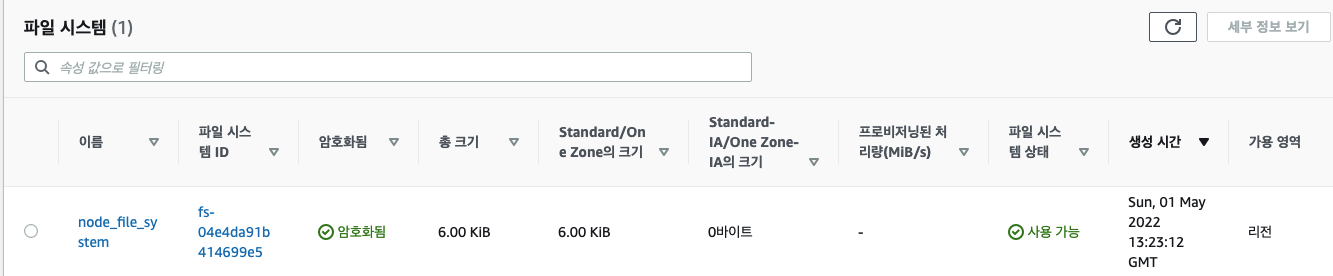 파일 시스템 (1)
세부 정보 보기
속성 값으로 필터링
이름
파일 시스
템 ID
암호화됨
총 크기
Standard/On
e Zone의 크기
Standard-
IA/One Zone-
IA의 크기
프로비저닝된 처
리량(MiB/s)
파일 시스
템 상태
생성 시간
가용 영역
node_file_sy
stem
fs-
04e4da91b
414699e5
암호화됨
6.00 KiB
6.00 KiB
0바이트
-
사용 가능
Sun, 01 May
2022
13:23:12
GMT
리전